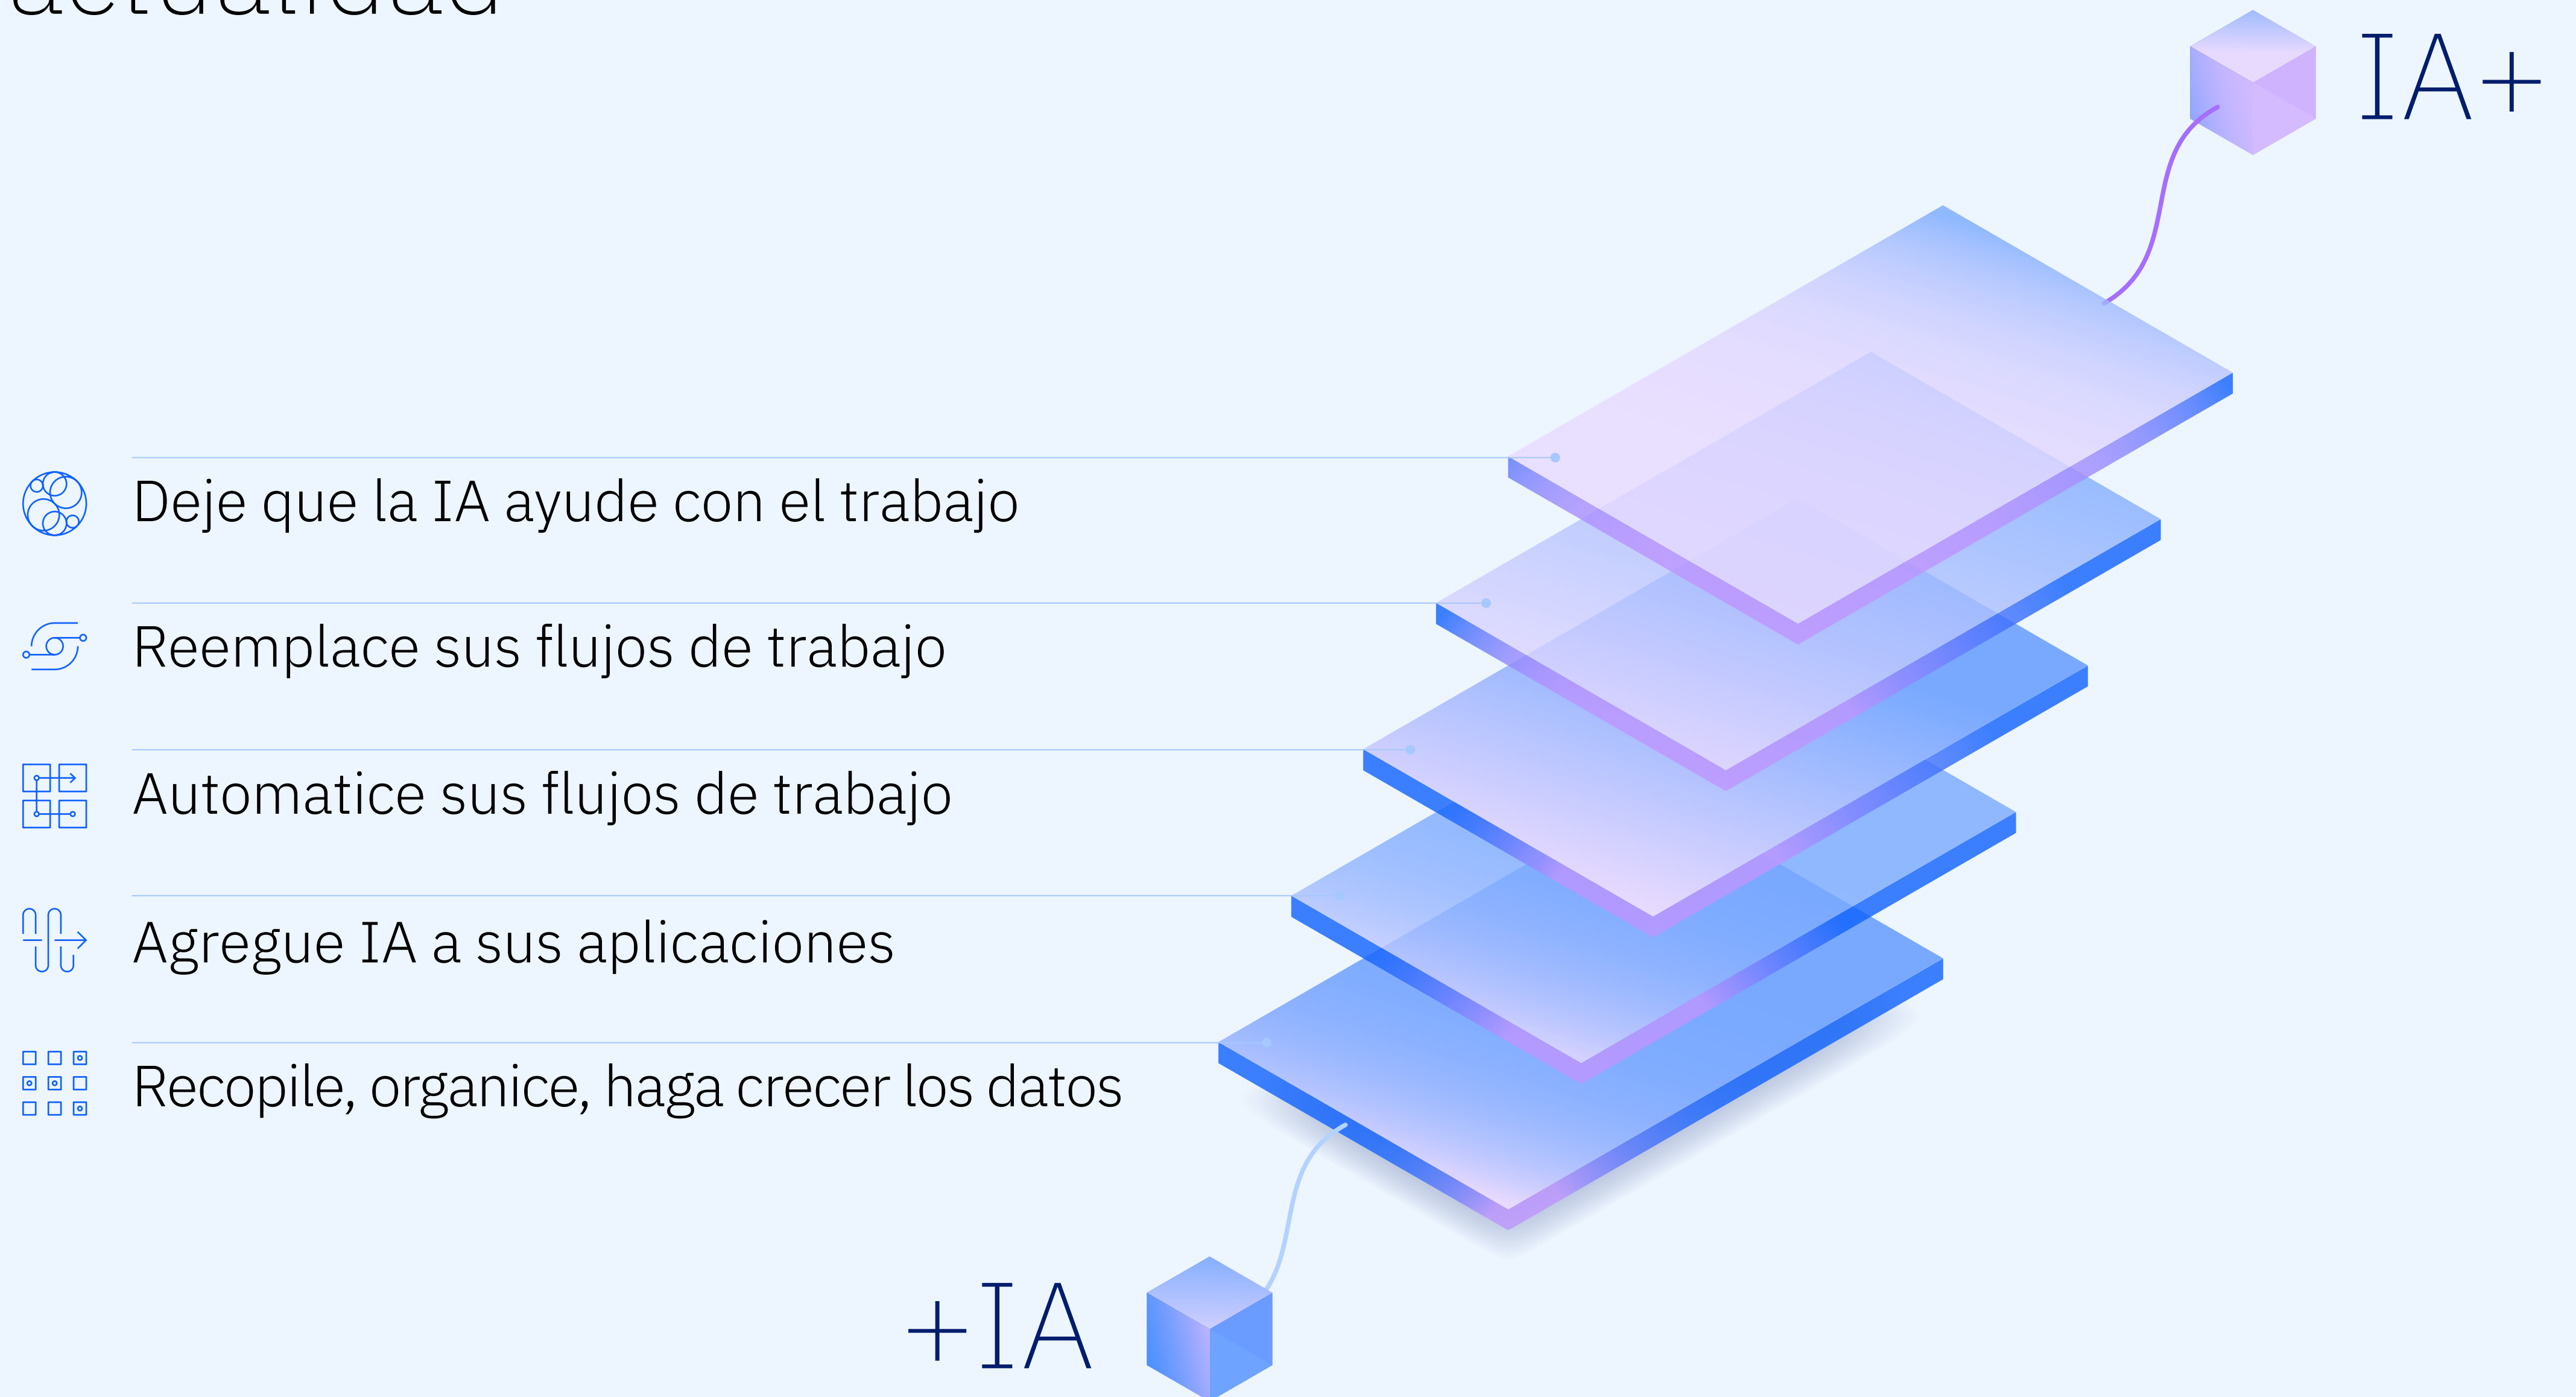 actualidad
IA+
Deje que la IA ayude con el trabajo
Reemplace sus flujos de trabajo
Automatice sus flujos de trabajo
Agregue IA a sus aplicaciones
Recopile, organice, haga crecer los datos
+IA